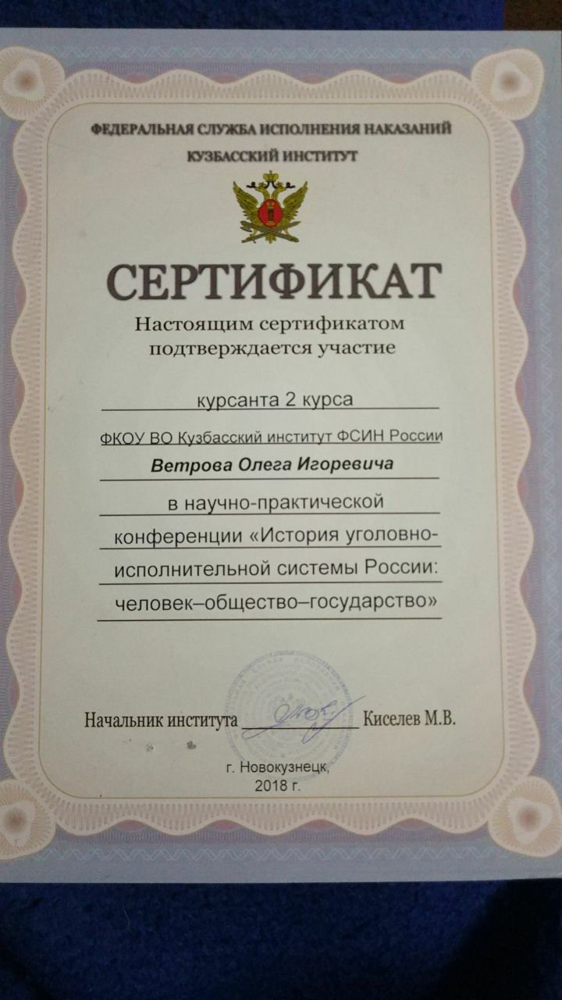 ФЕДЕРАЛЬНАЯ СЛУЖБА ИСПОЛНЕНИЯ НАКАЗАНИЙ
КУЗБАССКИЙ ИНСТИТУТ
СЕРТИФИКАТ
Настоящим сертификатом
подтверждается участие
курсанта 2 курса
ФКОУ ВО Кузбасский институт ФСИН России
Ветрова Олега Игоревича
в научно-практической
конференции «История уголовно-
исполнительной системы России:
человек–общество–государство»
Начальник института Киселев М.В.
г. Новокузнецк,
2018 г.